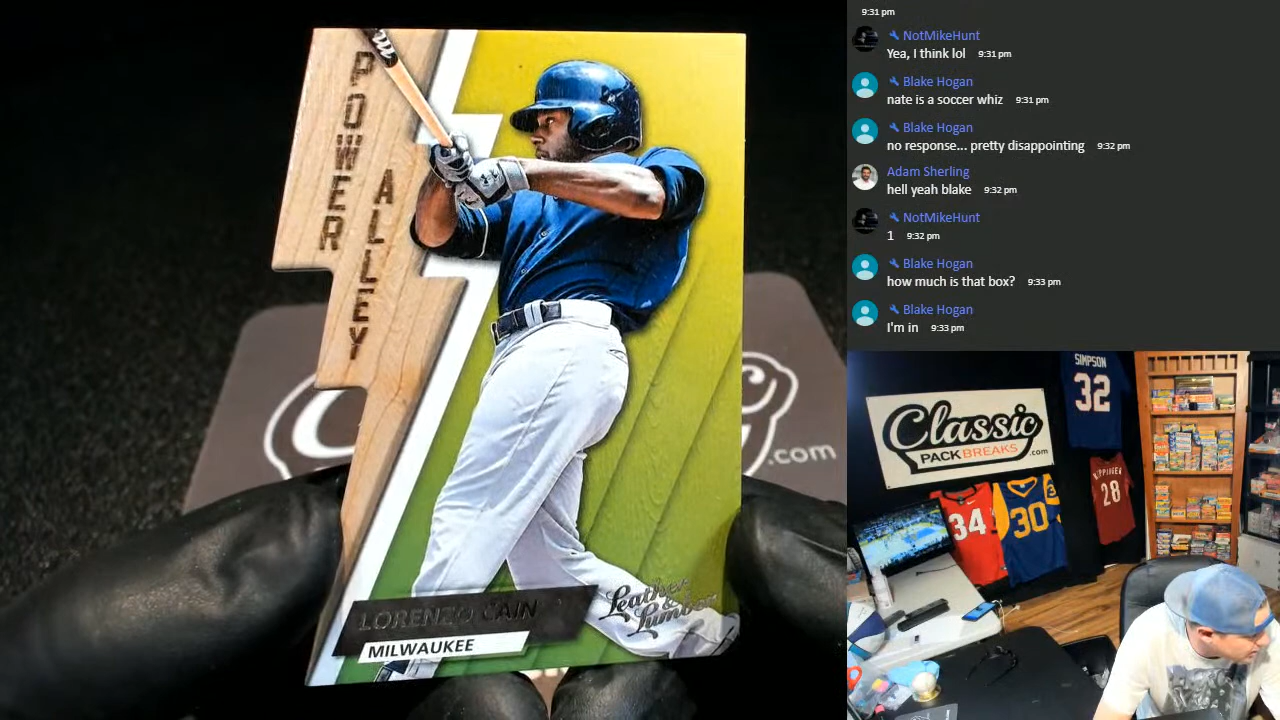 POWER
ALLEY
LORENZO CAIN
MILWAUKEE
Leather
&
Lumber
.com
9:31 pm
NotMikeHunt
Yea, I think lol 9:31 pm
Blake Hogan
nate is a soccer whiz 9:31 pm
Blake Hogan
no response... pretty disappointing 9:32 pm
Adam Sherling
hell yeah blake 9:32 pm
NotMikeHunt
1 9:32 pm
Blake Hogan
how much is that box? 9:33 pm
Blake Hogan
I'm in 9:33 pm
SIMPSON
32
Classic
PACK BREAKS
.com
34
30
28